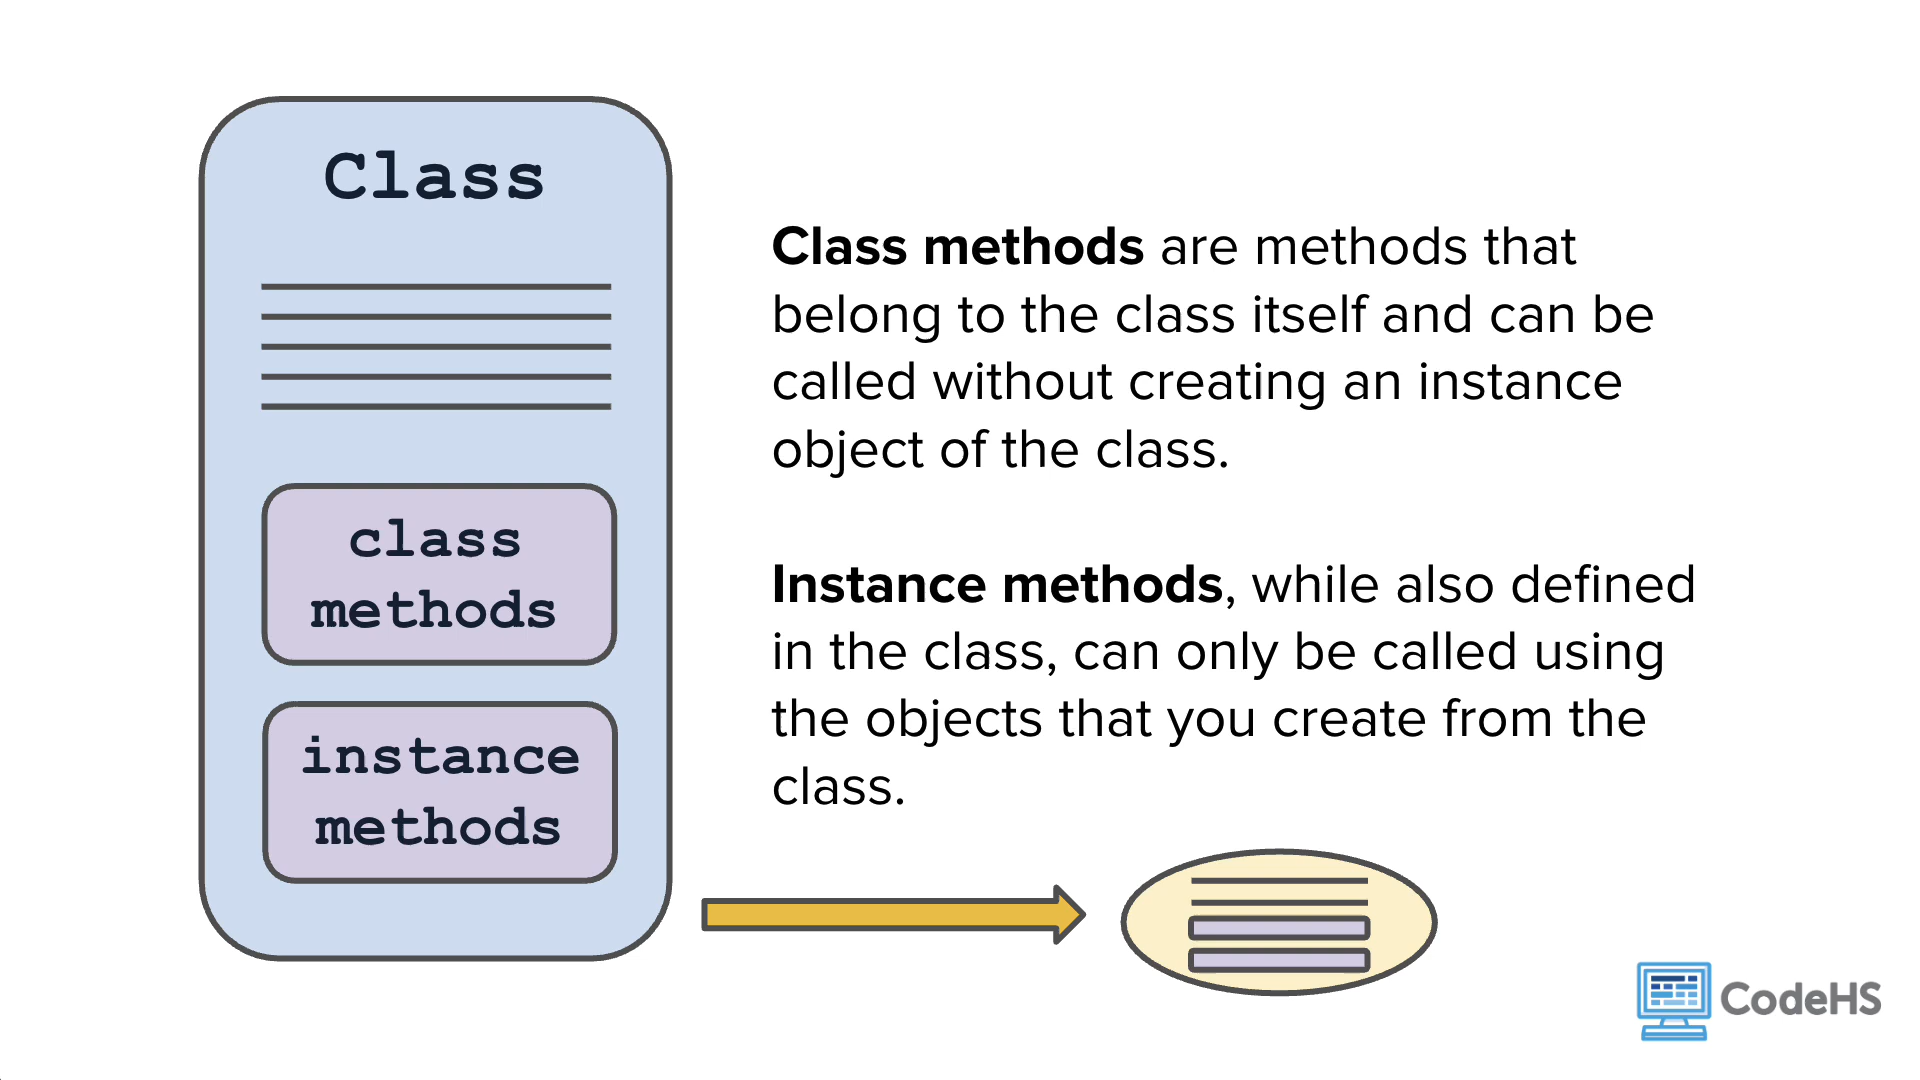 Class
class
methods
instance
methods
Class methods are methods that
belong to the class itself and can be
called without creating an instance
object of the class.
Instance methods, while also defined
in the class, can only be called using
the objects that you create from the
class.
CodeHS